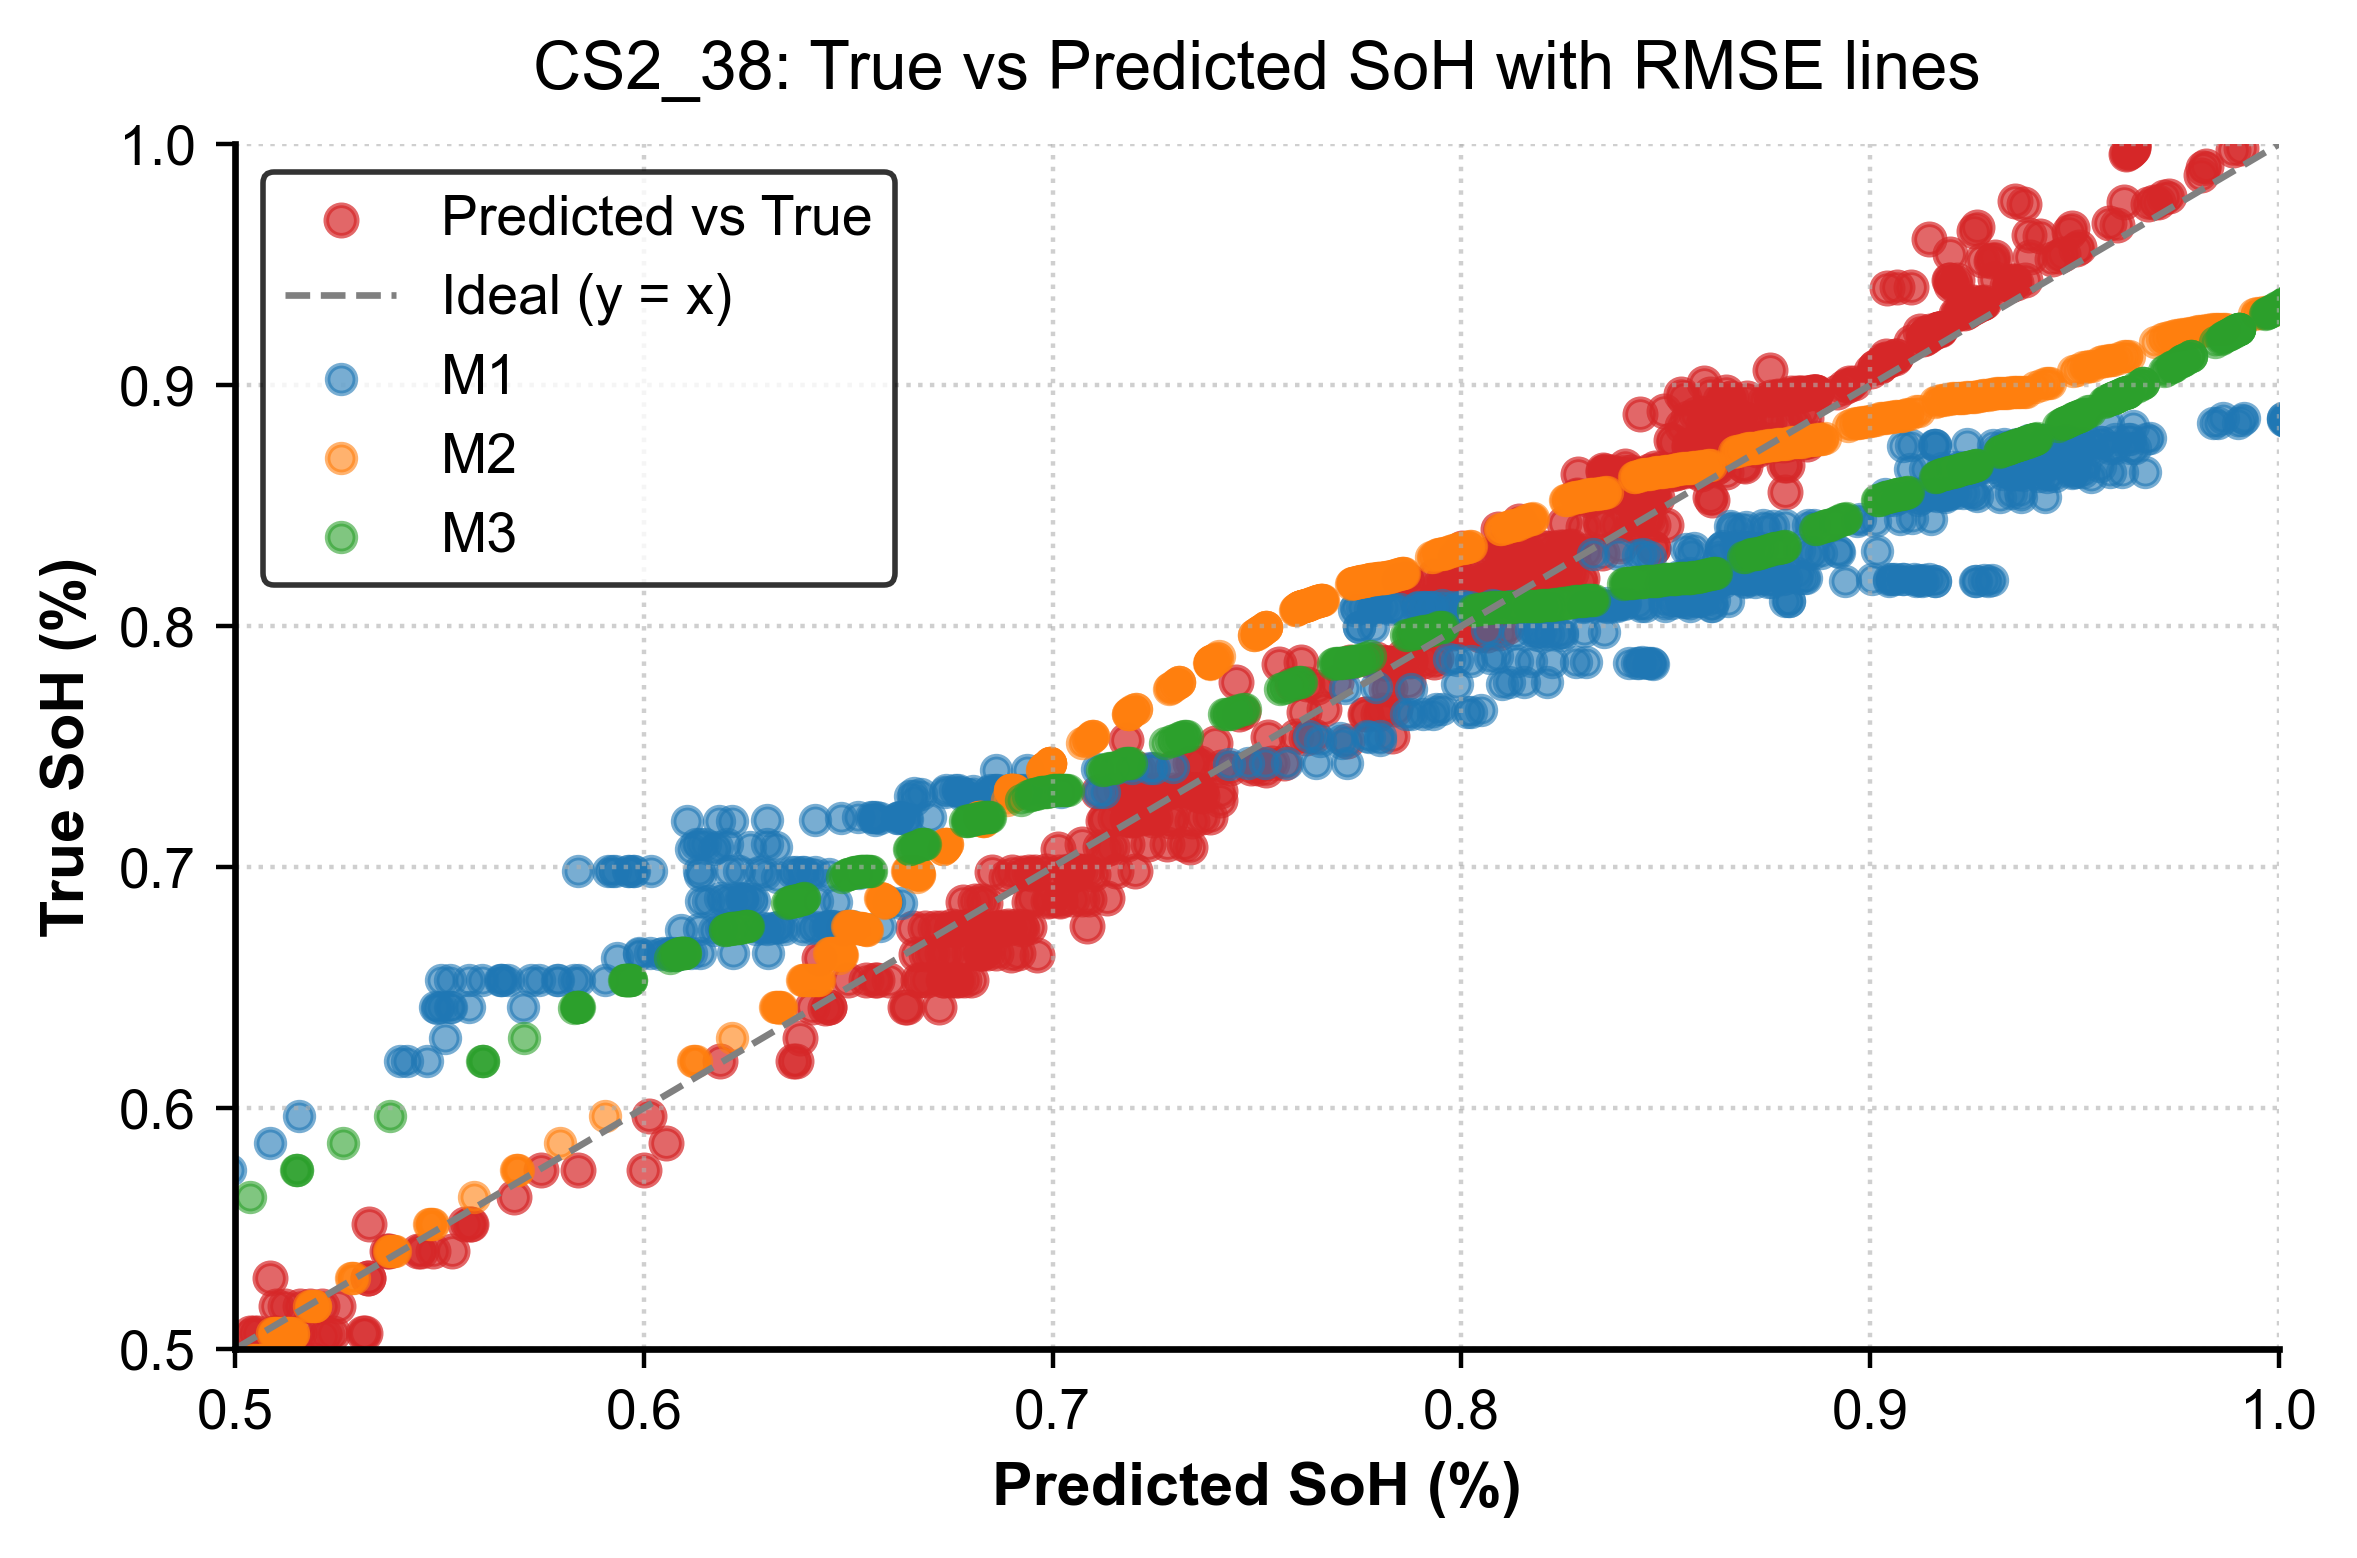 CS2_38: True vs Predicted SoH with RMSE lines
True SoH (%)
1.0
0.9
0.8
0.7
0.6
0.5
Predicted vs True
Ideal (y = x)
M1
M2
M3
0.5
0.6
0.7
0.8
0.9
1.0
Predicted SoH (%)